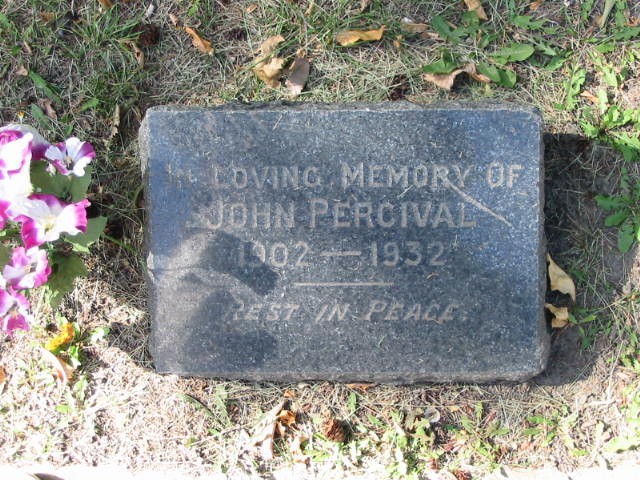 IN LOVING MEMORY OF
JOHN PERCIVAL
1902 — 1932
REST IN PEACE.